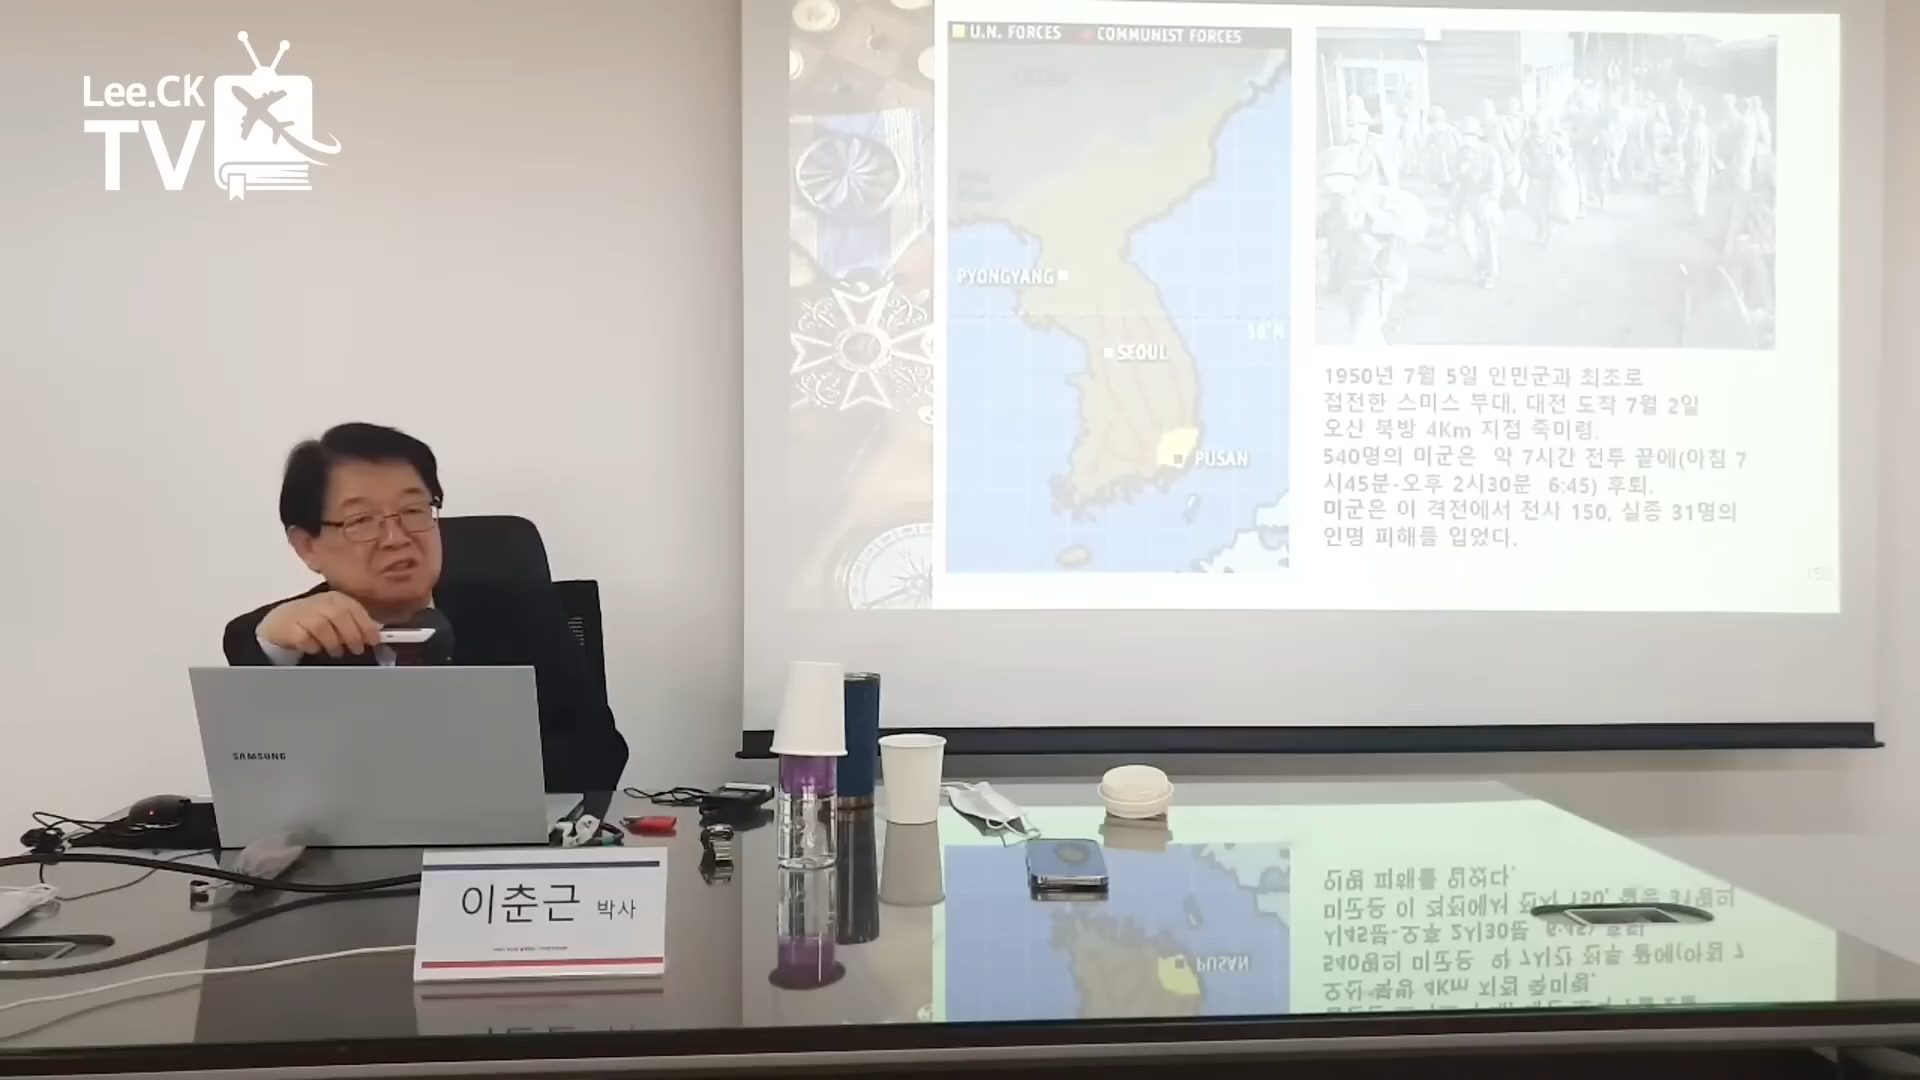 Lee.CK
TV
U.N. FORCES
COMMUNIST FORCES
PYONGYANG
38°N
SEOUL
PUSAN
1950년 7월 5일 인민군과 최초로
접전한 스미스 부대, 대전 도착 7월 2일
오산 북방 4Km 지점 죽미령.
540명의 미군은 약 7시간 전투 끝에(아침 7
시45분-오후 2시30분 6:45) 후퇴.
미군은 이 격전에서 전사 150, 실종 31명의
인명 피해를 입었다.
150
SAMSUNG
이춘근 박사